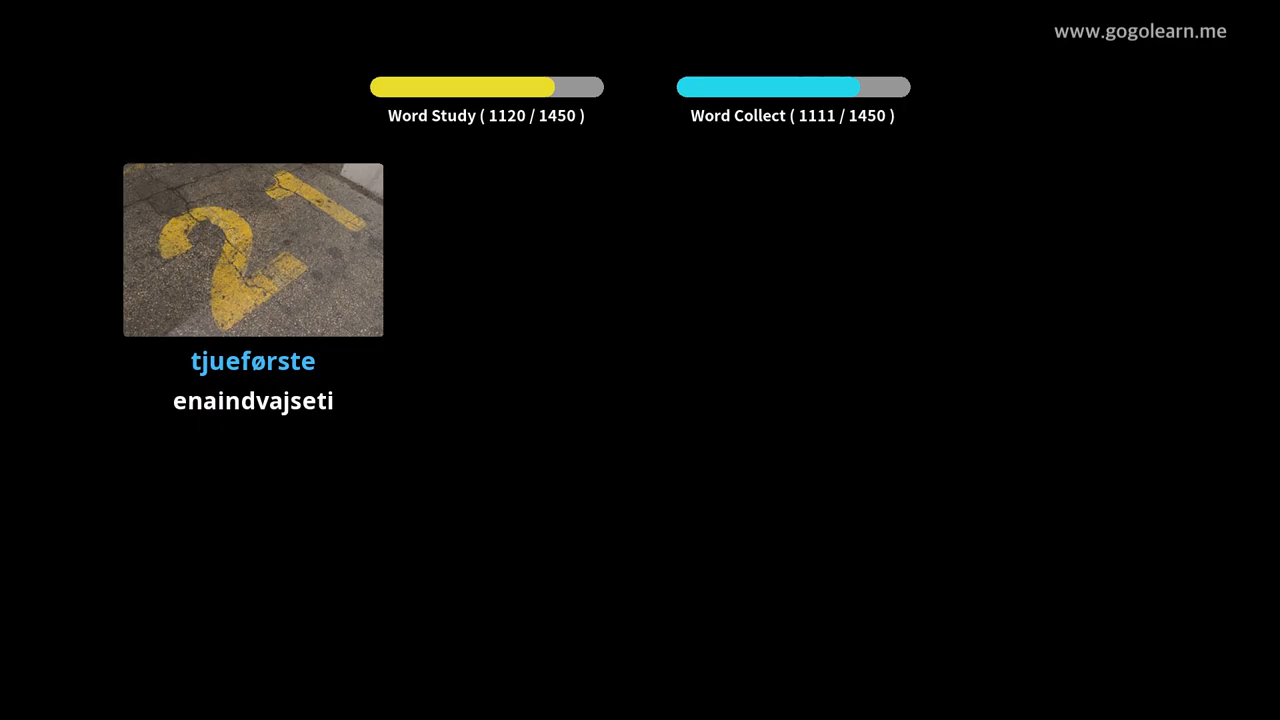 www.gogolearn.me
Word Study ( 1120 / 1450 )
Word Collect ( 1111 / 1450 )
21
tjueførste
enaindvajseti